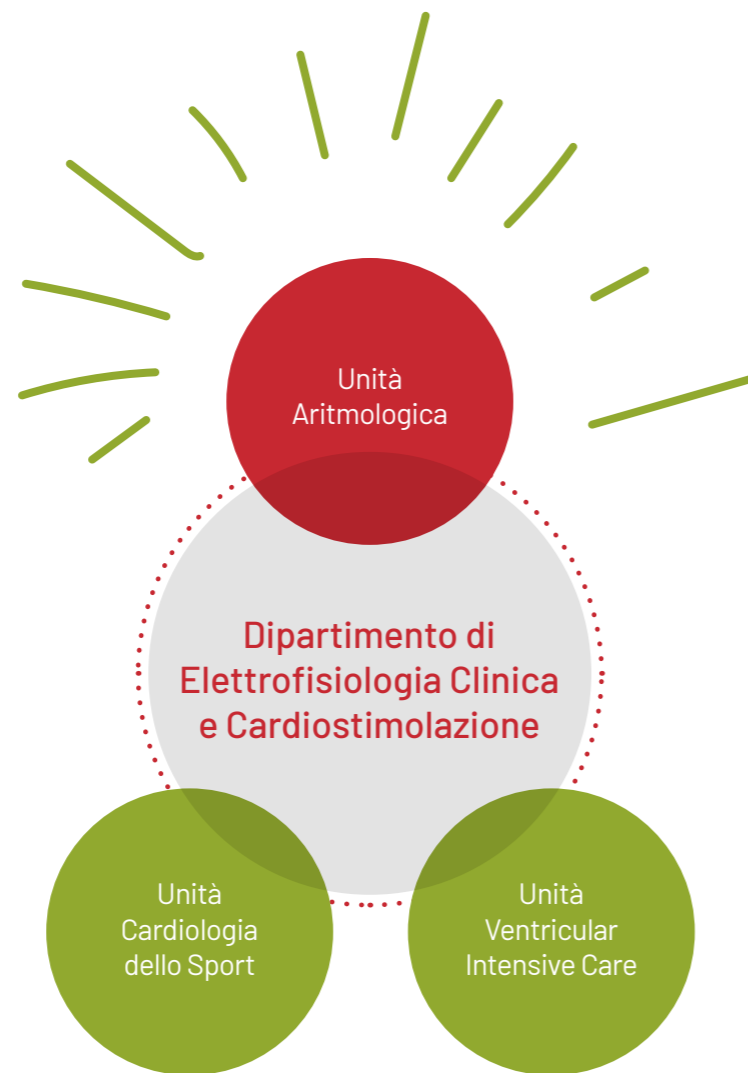 Unità
Aritmologica
Dipartimento di
Elettrofisiologia Clinica
e Cardiostimolazione
Unità
Cardiologia
dello Sport
Unità
Ventricular
Intensive Care